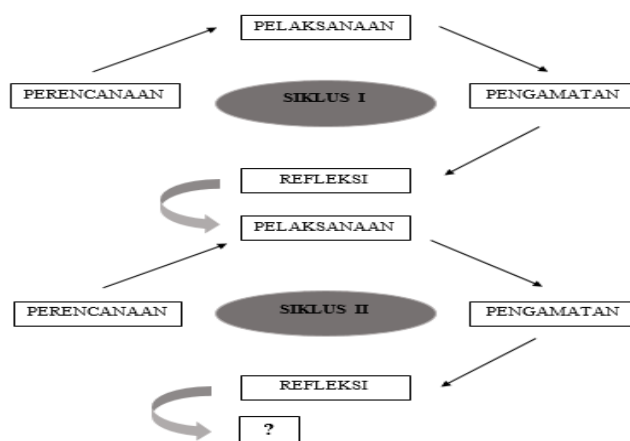 PELAKSANAAN
PERENCANAAN
SIKLUS I
PENGAMATAN
REFLEKSI
PELAKSANAAN
PERENCANAAN
SIKLUS II
PENGAMATAN
REFLEKSI
?